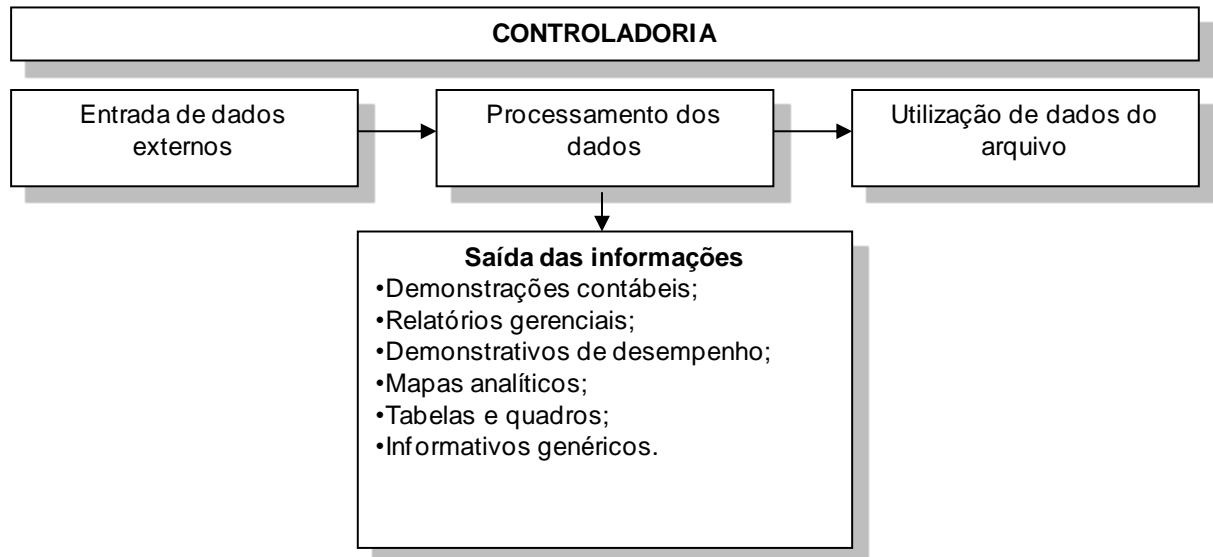 CONTROLADORIA
Entrada de dados
externos
Processamento dos
dados
Utilização de dados do
arquivo
Saída das informações
•Demonstrações contábeis;
•Relatórios gerenciais;
•Demonstrativos de desempenho;
•Mapas analíticos;
•Tabelas e quadros;
•Informativos genéricos.